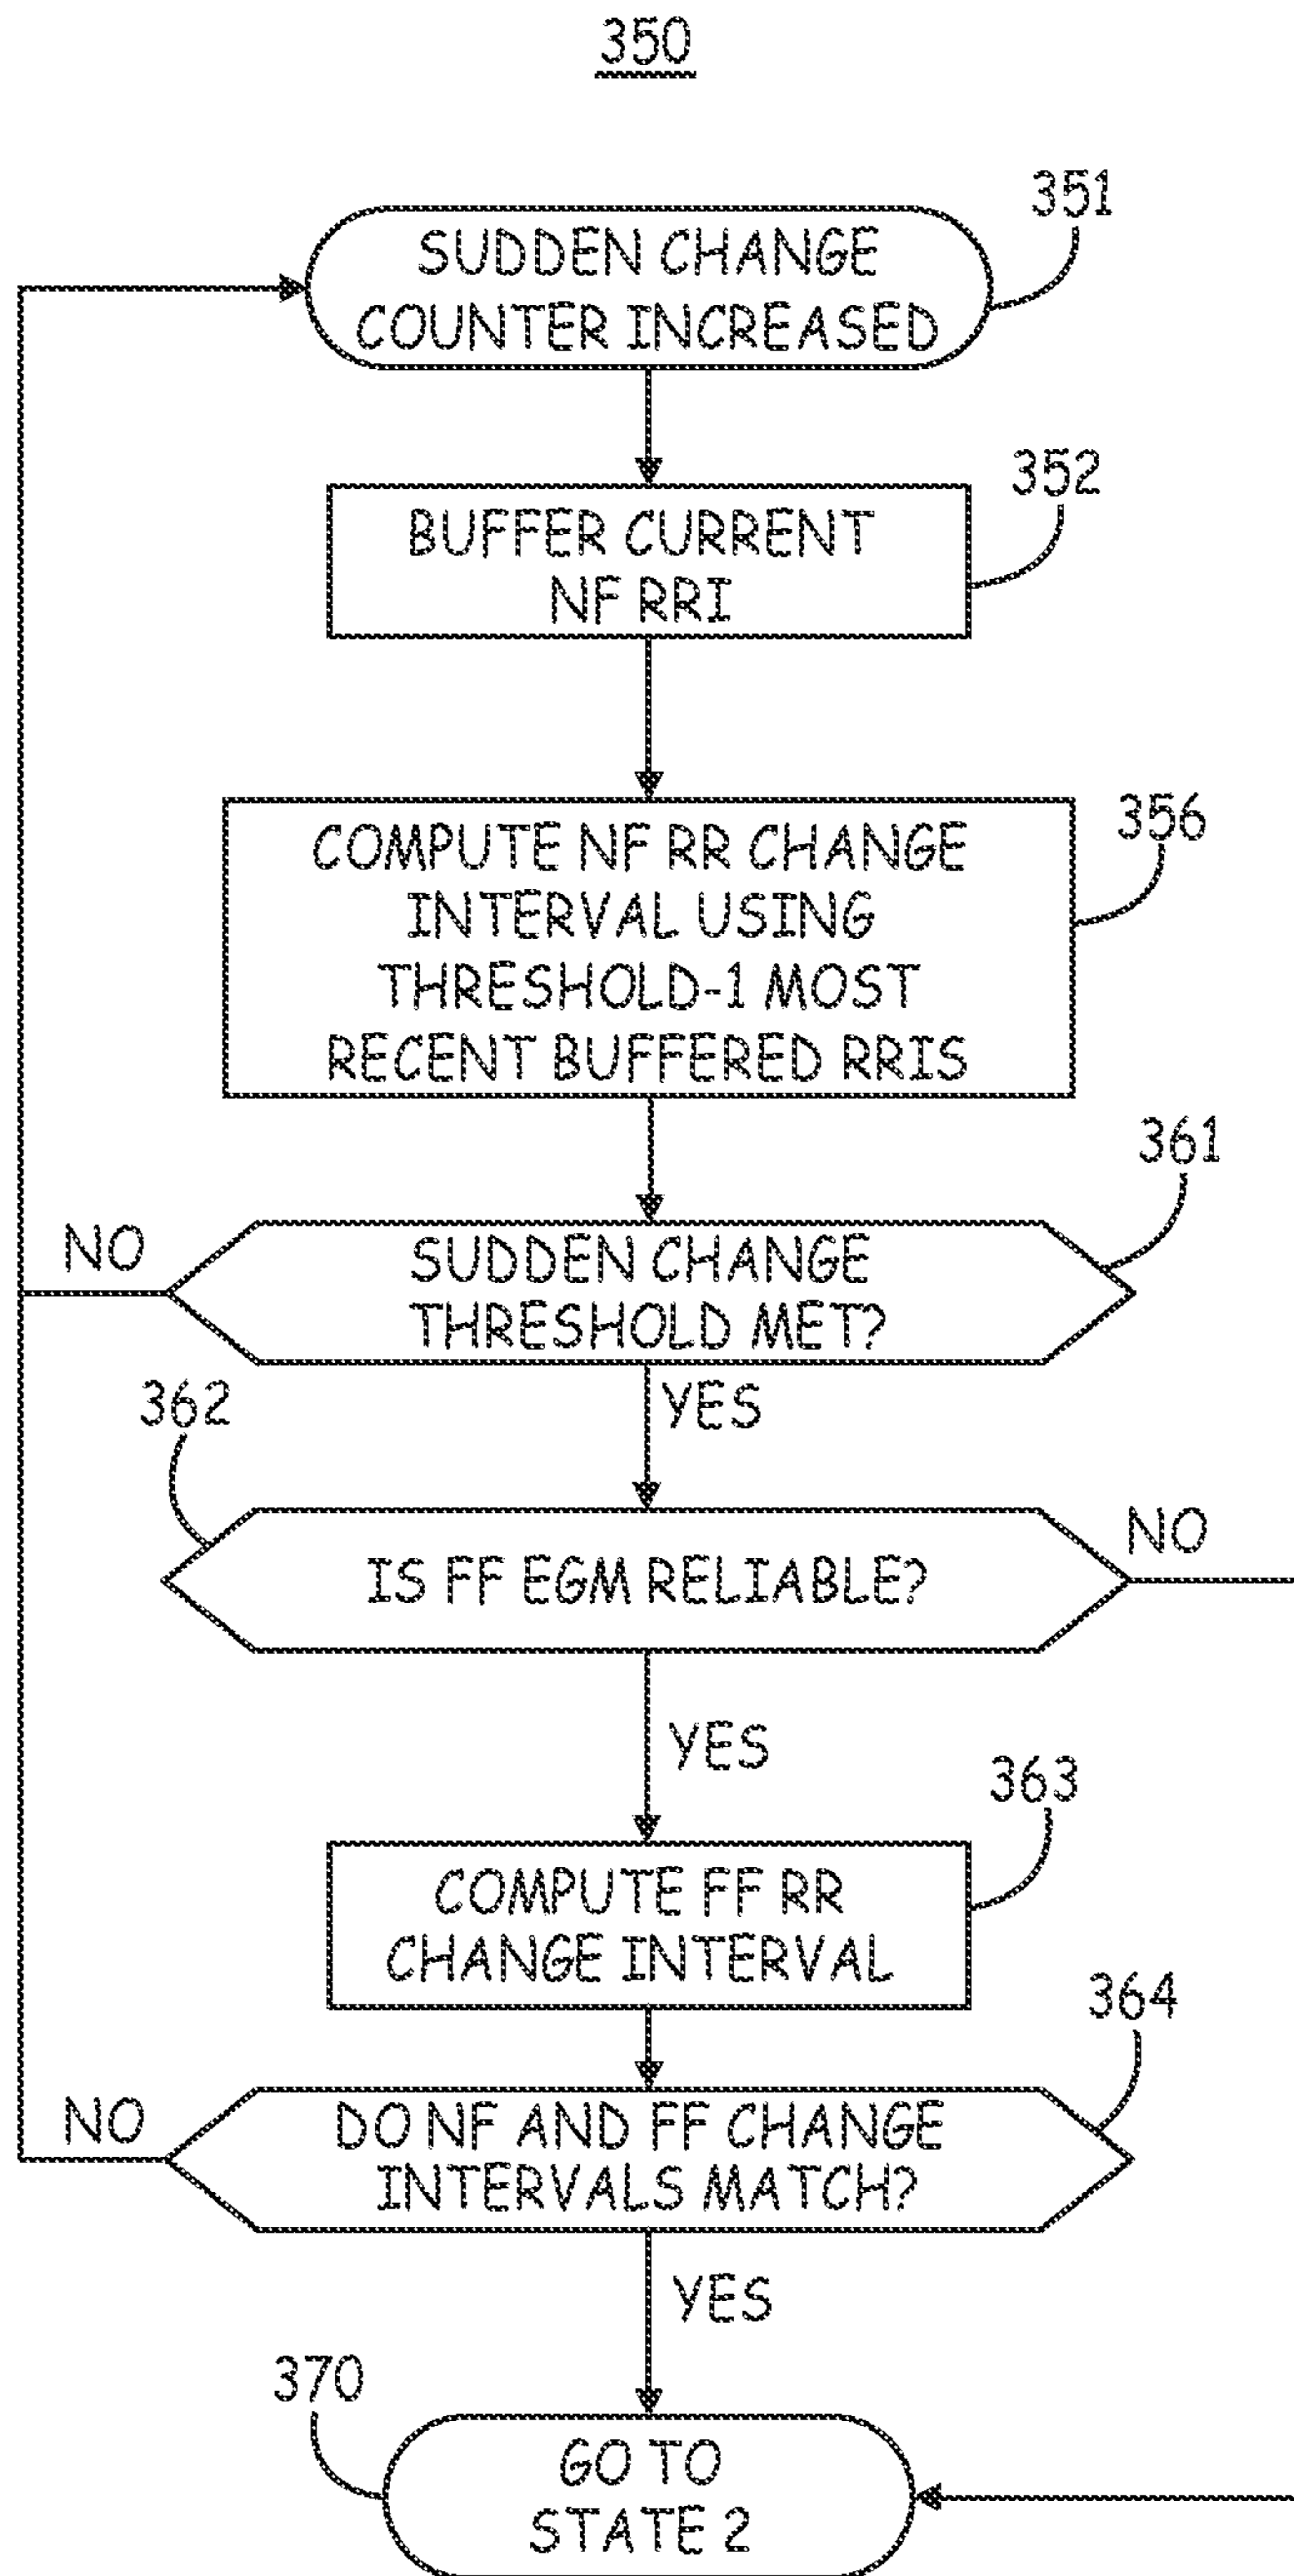 350
351
SUDDEN CHANGE
COUNTER INCREASED
352
BUFFER CURRENT
NF RRI
356
COMPUTE NF RR CHANGE
INTERVAL USING
THRESHOLD-1 MOST
RECENT BUFFERED RRIS
361
NO
SUDDEN CHANGE
THRESHOLD MET?
YES
362
NO
IS FF EGM RELIABLE?
YES
363
COMPUTE FF RR
CHANGE INTERVAL
364
NO
DO NF AND FF CHANGE
INTERVALS MATCH?
YES
370
GO TO
STATE 2